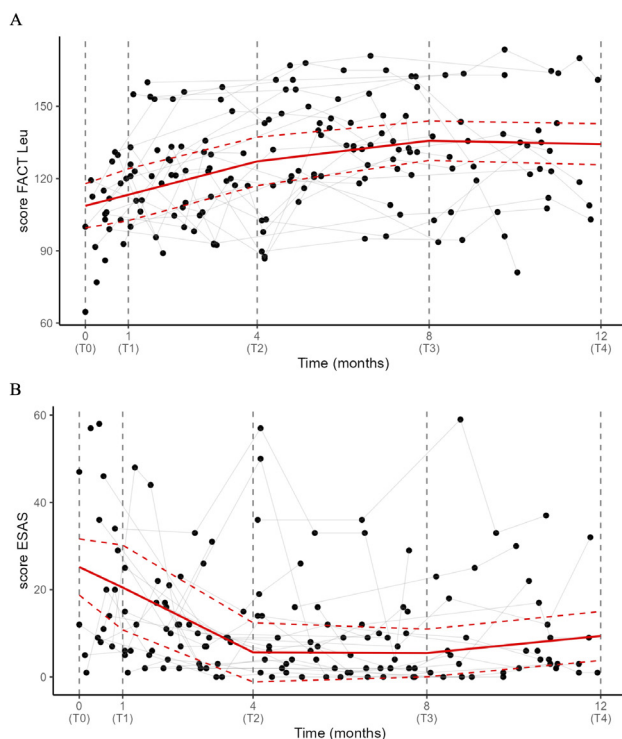 A
score FACT Leu
150
120
90
60
0 1 4 8 12
(T0) (T1) (T2) (T3) (T4)
Time (months)
B
score ESAS
60
40
20
0
0 1 4 8 12
(T0) (T1) (T2) (T3) (T4)
Time (months)